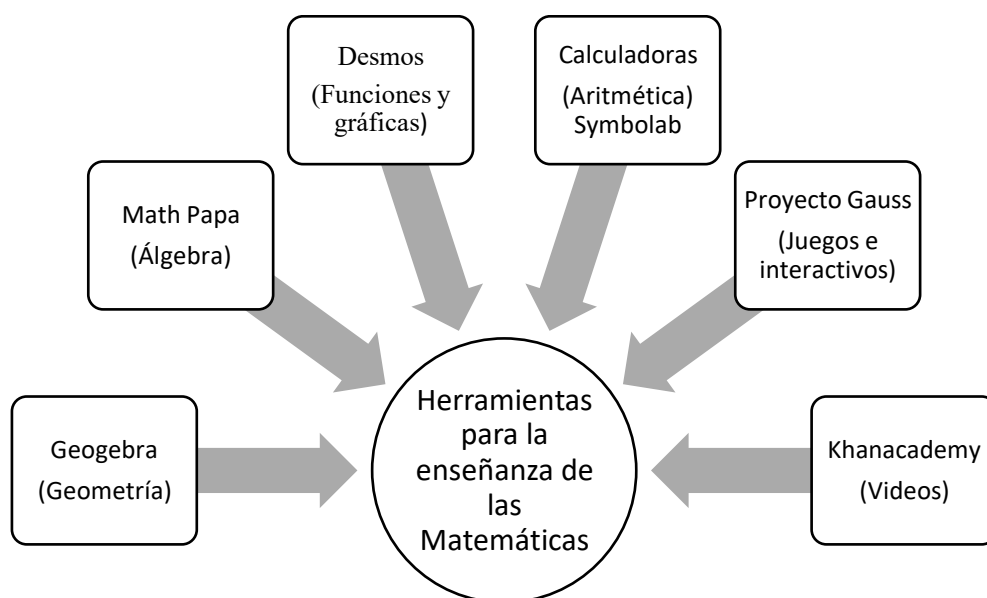 Desmos
(Funciones y
gráficas)
Calculadoras
(Aritmética)
Symbolab
Math Papa
(Álgebra)
Proyecto Gauss
(Juegos e
interactivos)
Geogebra
(Geometría)
Herramientas
para la
enseñanza de
las
Matemáticas
Khanacademy
(Videos)